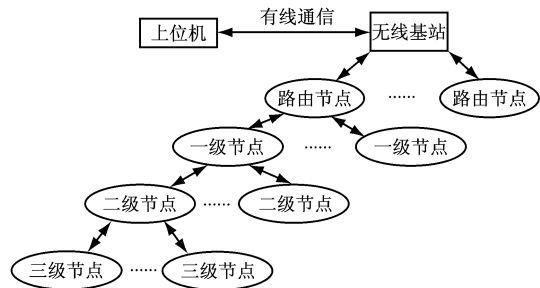 有线通信
上位机
无线基站
路由节点 ······ 路由节点
一级节点 ······ 一级节点
二级节点 ······ 二级节点
三级节点 ······ 三级节点